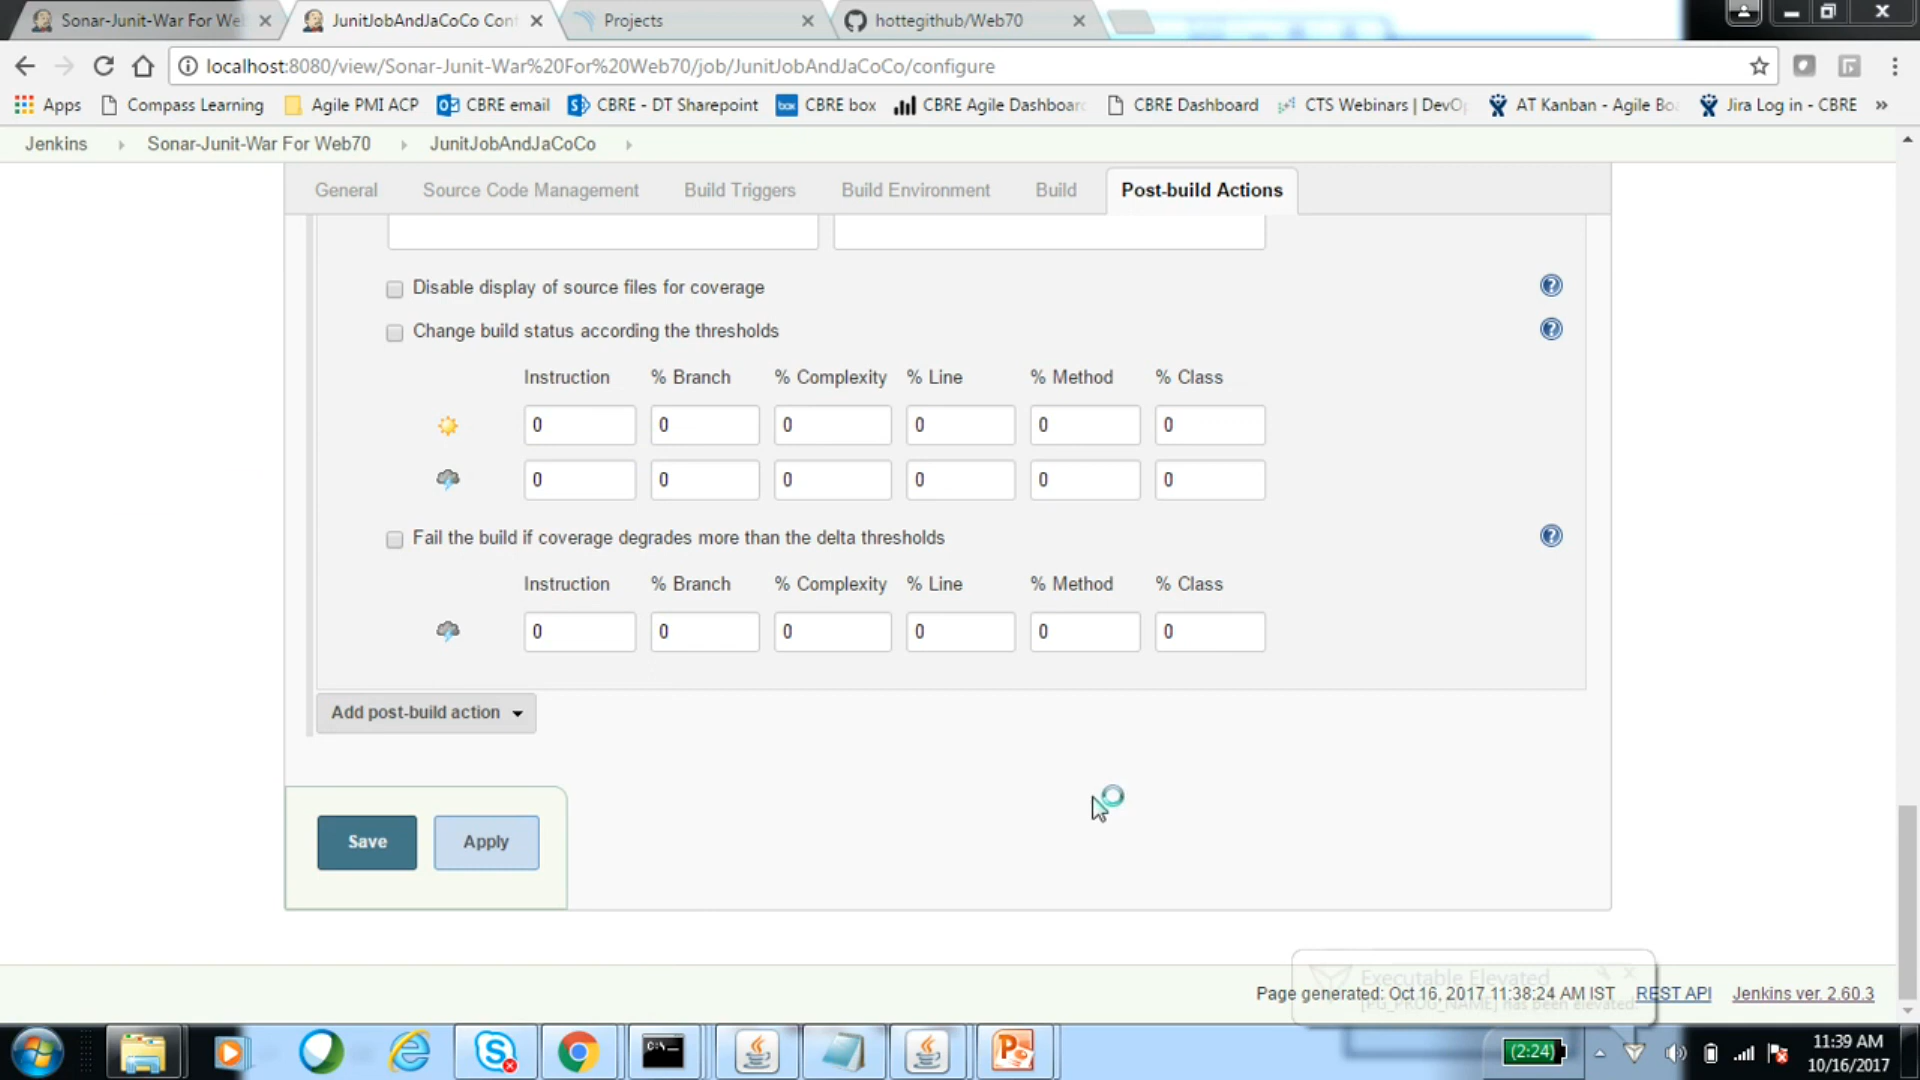 Sonar-Junit-War For We
JunitJobAndJaCoCo Con
Projects
hottegithub/Web70
localhost:8080/view/Sonar-Junit-War%20For%20Web70/job/JunitJobAndJaCoCo/configure
Apps
Compass Learning
Agile PMI ACP
CBRE email
CBRE - DT Sharepoint
box
CBRE box
CBRE Agile Dashboar
CBRE Dashboard
CTS Webinars | DevO
AT Kanban - Agile Bo
Jira Log in - CBRE
»
Jenkins
Sonar-Junit-War For Web70
JunitJobAndJaCoCo
General
Source Code Management
Build Triggers
Build Environment
Build
Post-build Actions
Disable display of source files for coverage
Change build status according the thresholds
Instruction % Branch % Complexity % Line % Method % Class
0 0 0 0 0 0
0 0 0 0 0 0
Fail the build if coverage degrades more than the delta thresholds
Instruction % Branch % Complexity % Line % Method % Class
0 0 0 0 0 0
Add post-build action
Save
Apply
Executable Elevated
[PG_PROG_NAME] has been elevated.
Page generated: Oct 16, 2017 11:38:24 AM IST
REST API
Jenkins ver. 2.60.3
C:\
(2:24)
11:39 AM
10/16/2017